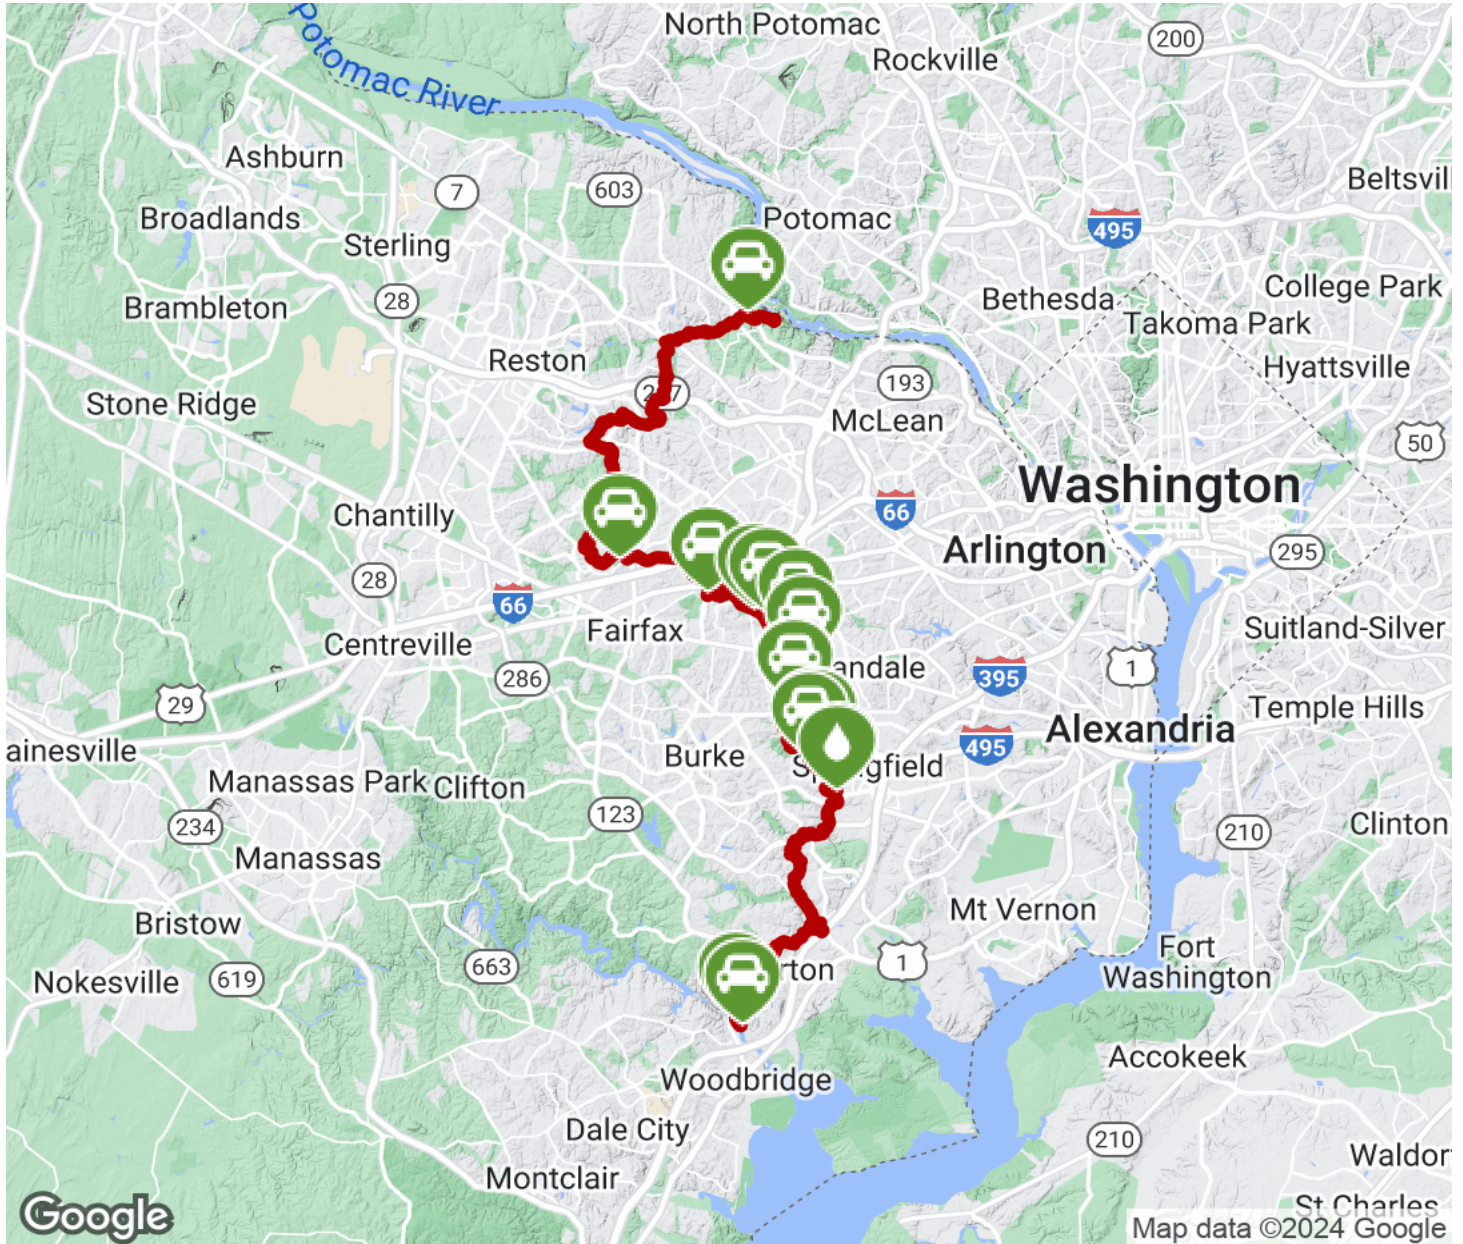 North Potomac
200
Rockville
Potomac River
Ashburn
7
603
Beltsvil
Broadlands
Potomac
495
Sterling
28
Brambleton
Bethesda
College Park
Takoma Park
Reston
Hyattsville
193
Stone Ridge
McLean
50
Washington
Chantilly
66
Arlington
295
28
66
Fairfax
Centreville
Suitland-Silver
286
andale
395
1
29
Temple Hills
Alexandria
ainesville
Burke
495
Manassas Park
Clifton
123
234
210
Clinton
Manassas
Mt Vernon
Bristow
Fort
Washington
663
1
rton
Nokesville
619
Accokeek
Woodbridge
Dale City
210
Waldor
Montclair
St Charles
Google
Map data ©2024 Google